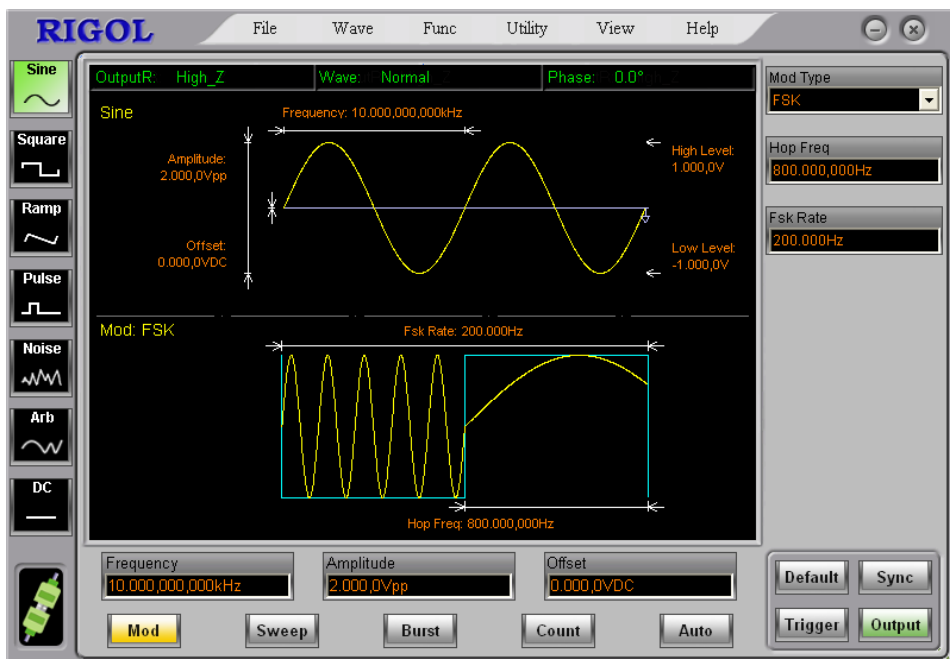 RIGOL File Wave Func Utility View Help
Sine
Square
Ramp
Pulse
Noise
Arb
DC
OutputR: High_Z Wave: Normal Phase: 0.0°
Sine
Frequency: 10.000,000,000kHz
Amplitude:
2.000,0Vpp
High Level:
1.000,0V
Offset:
0.000,0VDC
Low Level:
-1.000,0V
Mod: FSK
Fsk Rate: 200.000Hz
Hop Freq: 800.000,000Hz
Mod Type
FSK
Hop Freq
800.000,000Hz
Fsk Rate
200.000Hz
Frequency Amplitude Offset
10.000,000,000kHz 2.000,0Vpp 0.000,0VDC
Mod Sweep Burst Count Auto
Default Sync
Trigger Output